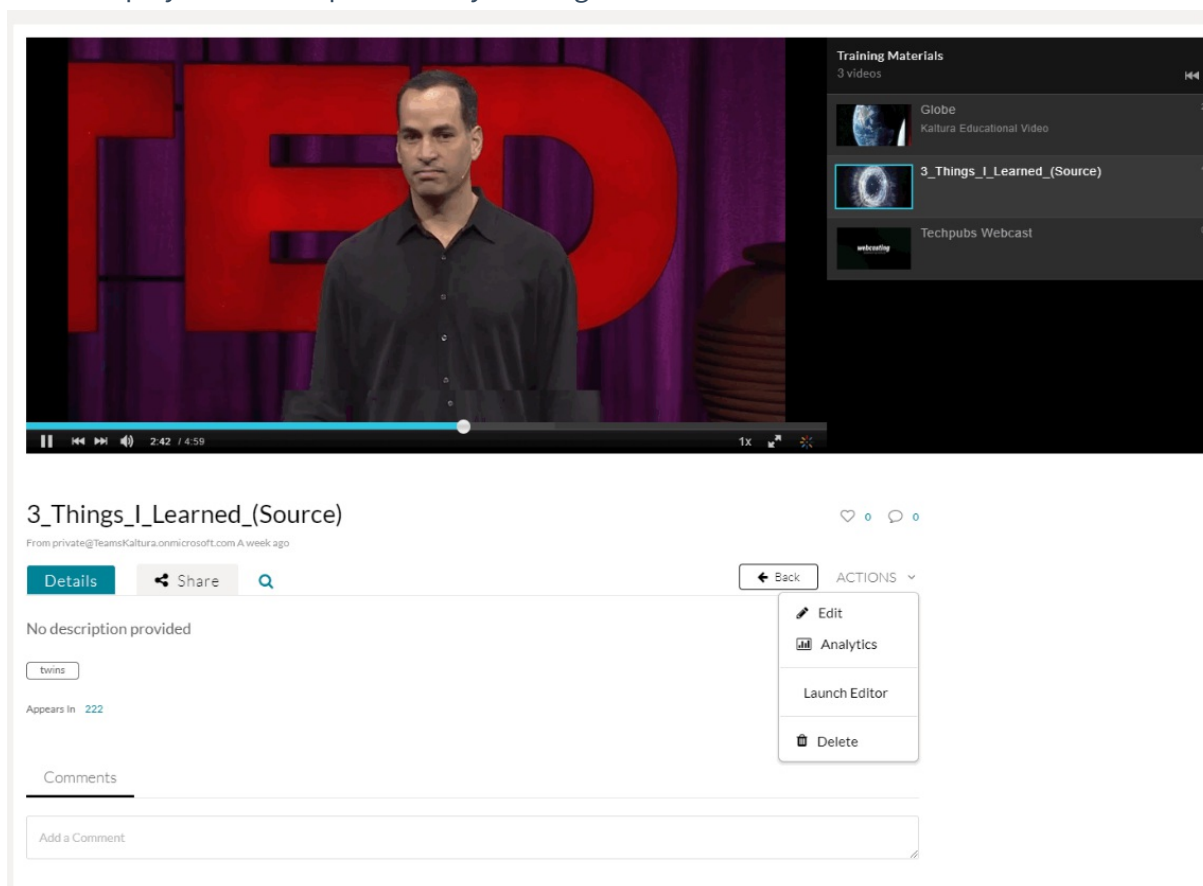 TED
Training Materials
3 videos
Globe
Kaltura Educational Video
3_Things_I_Learned_(Source)
Techpubs Webcast
webcasting
2:42 / 4:59
1x
3_Things_I_Learned_(Source)
0 0
From private@TeamsKaltura.onmicrosoft.com A week ago
Details Share Back ACTIONS
Edit
Analytics
Launch Editor
Delete
No description provided
twins
Appears In 222
Comments
Add a Comment